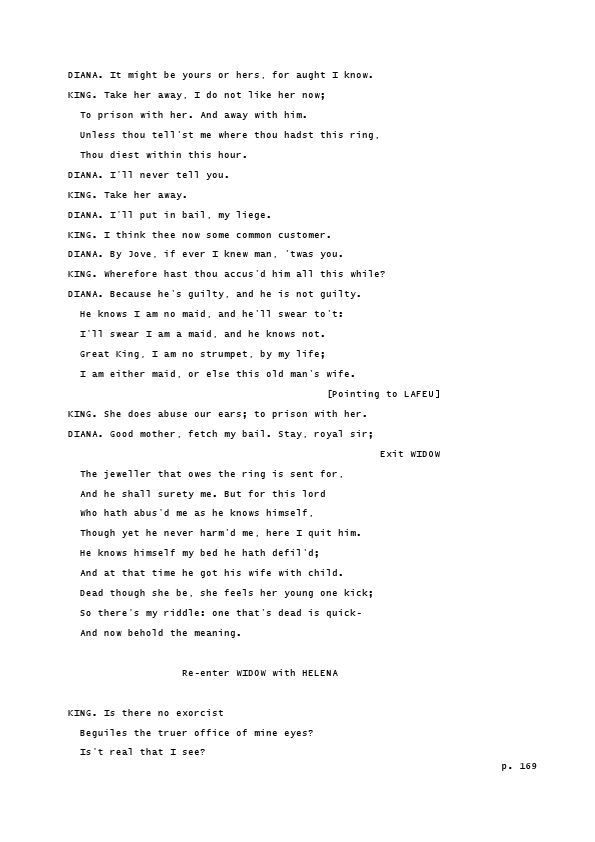 DIANA. It might be yours or hers, for aught I know.
KING. Take her away, I do not like her now;
To prison with her. And away with him.
Unless thou tell'st me where thou hadst this ring,
Thou diest within this hour.
DIANA. I'll never tell you.
KING. Take her away.
DIANA. I'll put in bail, my liege.
KING. I think thee now some common customer.
DIANA. By Jove, if ever I knew man, 'twas you.
KING. Wherefore hast thou accus'd him all this while?
DIANA. Because he's guilty, and he is not guilty.
He knows I am no maid, and he'll swear to't:
I'll swear I am a maid, and he knows not.
Great King, I am no strumpet, by my life;
I am either maid, or else this old man's wife.
[Pointing to LAFEU]
KING. She does abuse our ears; to prison with her.
DIANA. Good mother, fetch my bail. Stay, royal sir;
Exit WIDOW
The jeweller that owes the ring is sent for,
And he shall surety me. But for this lord
Who hath abus'd me as he knows himself,
Though yet he never harm'd me, here I quit him.
He knows himself my bed he hath defil'd;
And at that time he got his wife with child.
Dead though she be, she feels her young one kick;
So there's my riddle: one that's dead is quick-
And now behold the meaning.
Re-enter WIDOW with HELENA
KING. Is there no exorcist
Beguiles the truer office of mine eyes?
Is't real that I see?
p. 169